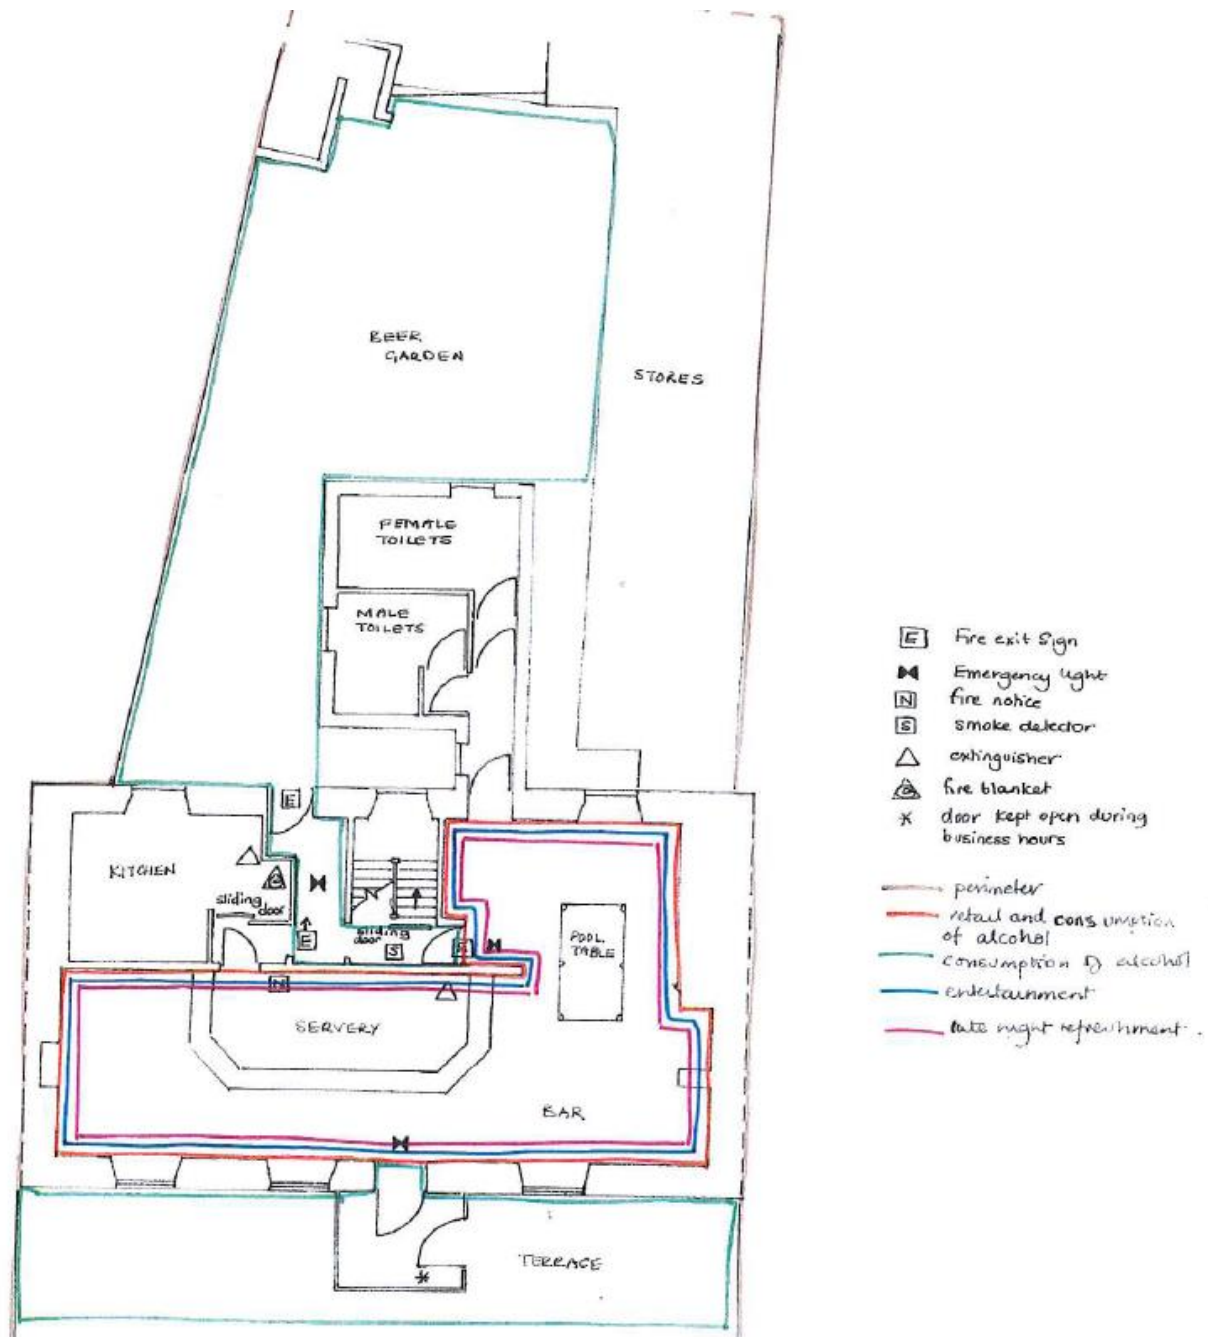 BEER
GARDEN
STORES
FEMALE
TOILETS
MALE
TOILETS
E
KITCHEN
sliding
door
E
sliding
door
S
POOL
TABLE
N
SERVERY
BAR
TERRACE
E Fire exit Sign
Emergency light
N fire notice
S smoke detector
extinguisher
fire blanket
* door kept open during
business hours
perimeter
retail and consumption
of alcohol
consumption of alcohol
entertainment
late night refreshment.